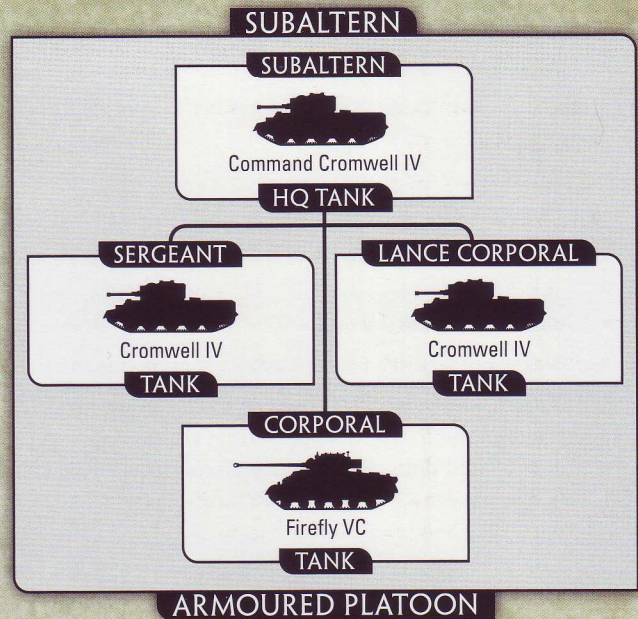 SUBALTERN
SUBALTERN
Command Cromwell IV
HQ TANK
SERGEANT
Cromwell IV
TANK
LANCE CORPORAL
Cromwell IV
TANK
CORPORAL
Firefly VC
TANK
ARMOURED PLATOON